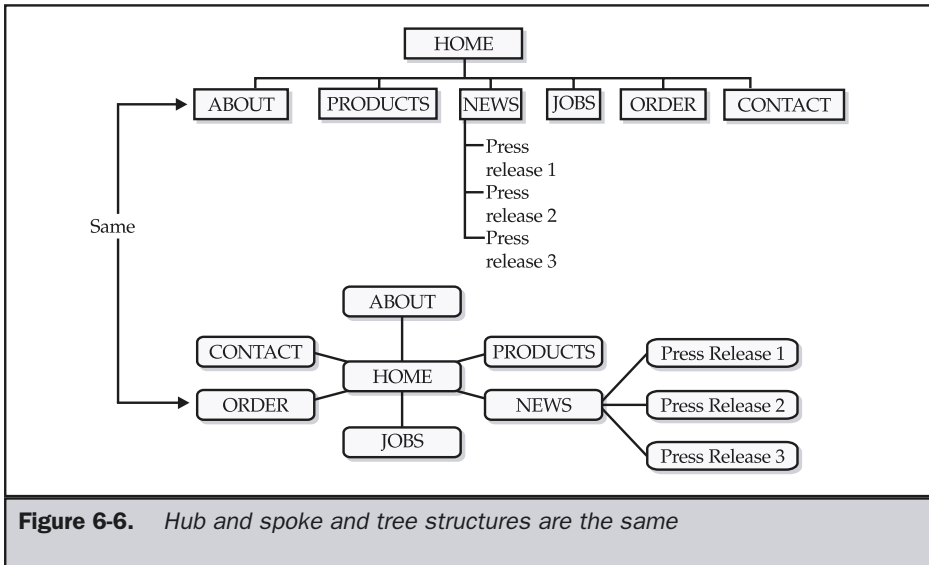 HOME
ABOUT PRODUCTS NEWS JOBS ORDER CONTACT
Press
release 1
Press
release 2
Press
release 3
Same
ABOUT
CONTACT PRODUCTS Press Release 1
HOME
ORDER NEWS Press Release 2
JOBS
Press Release 3
Figure 6-6. Hub and spoke and tree structures are the same